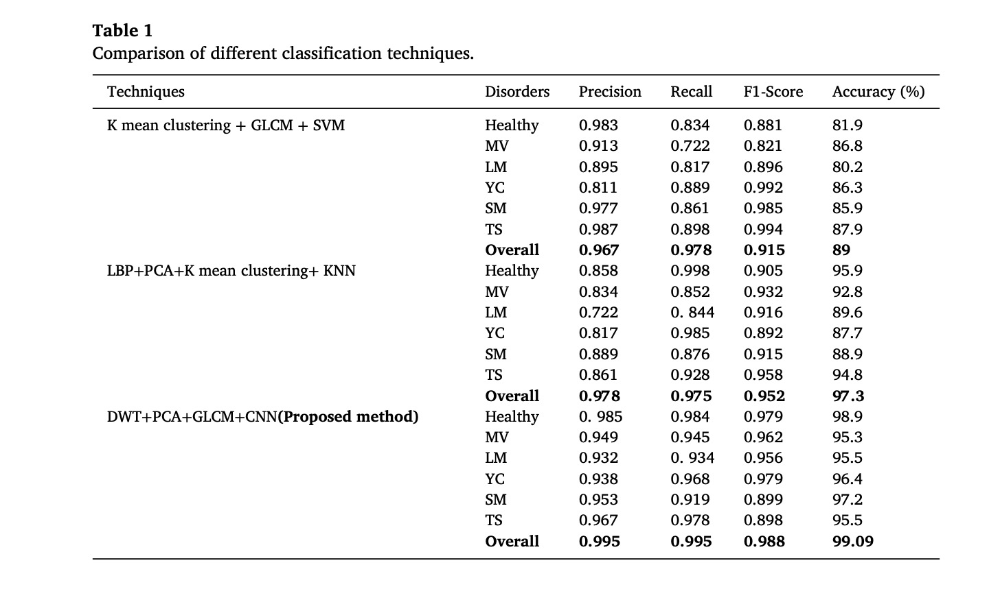 Table 1
Comparison of different classification techniques.
Techniques Disorders Precision Recall F1-Score Accuracy (%)
K mean clustering + GLCM + SVM Healthy 0.983 0.834 0.881 81.9
MV 0.913 0.722 0.821 86.8
LM 0.895 0.817 0.896 80.2
YC 0.811 0.889 0.992 86.3
SM 0.977 0.861 0.985 85.9
TS 0.987 0.898 0.994 87.9
Overall 0.967 0.978 0.915 89
LBP+PCA+K mean clustering+ KNN Healthy 0.858 0.998 0.905 95.9
MV 0.834 0.852 0.932 92.8
LM 0.722 0. 844 0.916 89.6
YC 0.817 0.985 0.892 87.7
SM 0.889 0.876 0.915 88.9
TS 0.861 0.928 0.958 94.8
Overall 0.978 0.975 0.952 97.3
DWT+PCA+GLCM+CNN(Proposed method) Healthy 0. 985 0.984 0.979 98.9
MV 0.949 0.945 0.962 95.3
LM 0.932 0. 934 0.956 95.5
YC 0.938 0.968 0.979 96.4
SM 0.953 0.919 0.899 97.2
TS 0.967 0.978 0.898 95.5
Overall 0.995 0.995 0.988 99.09